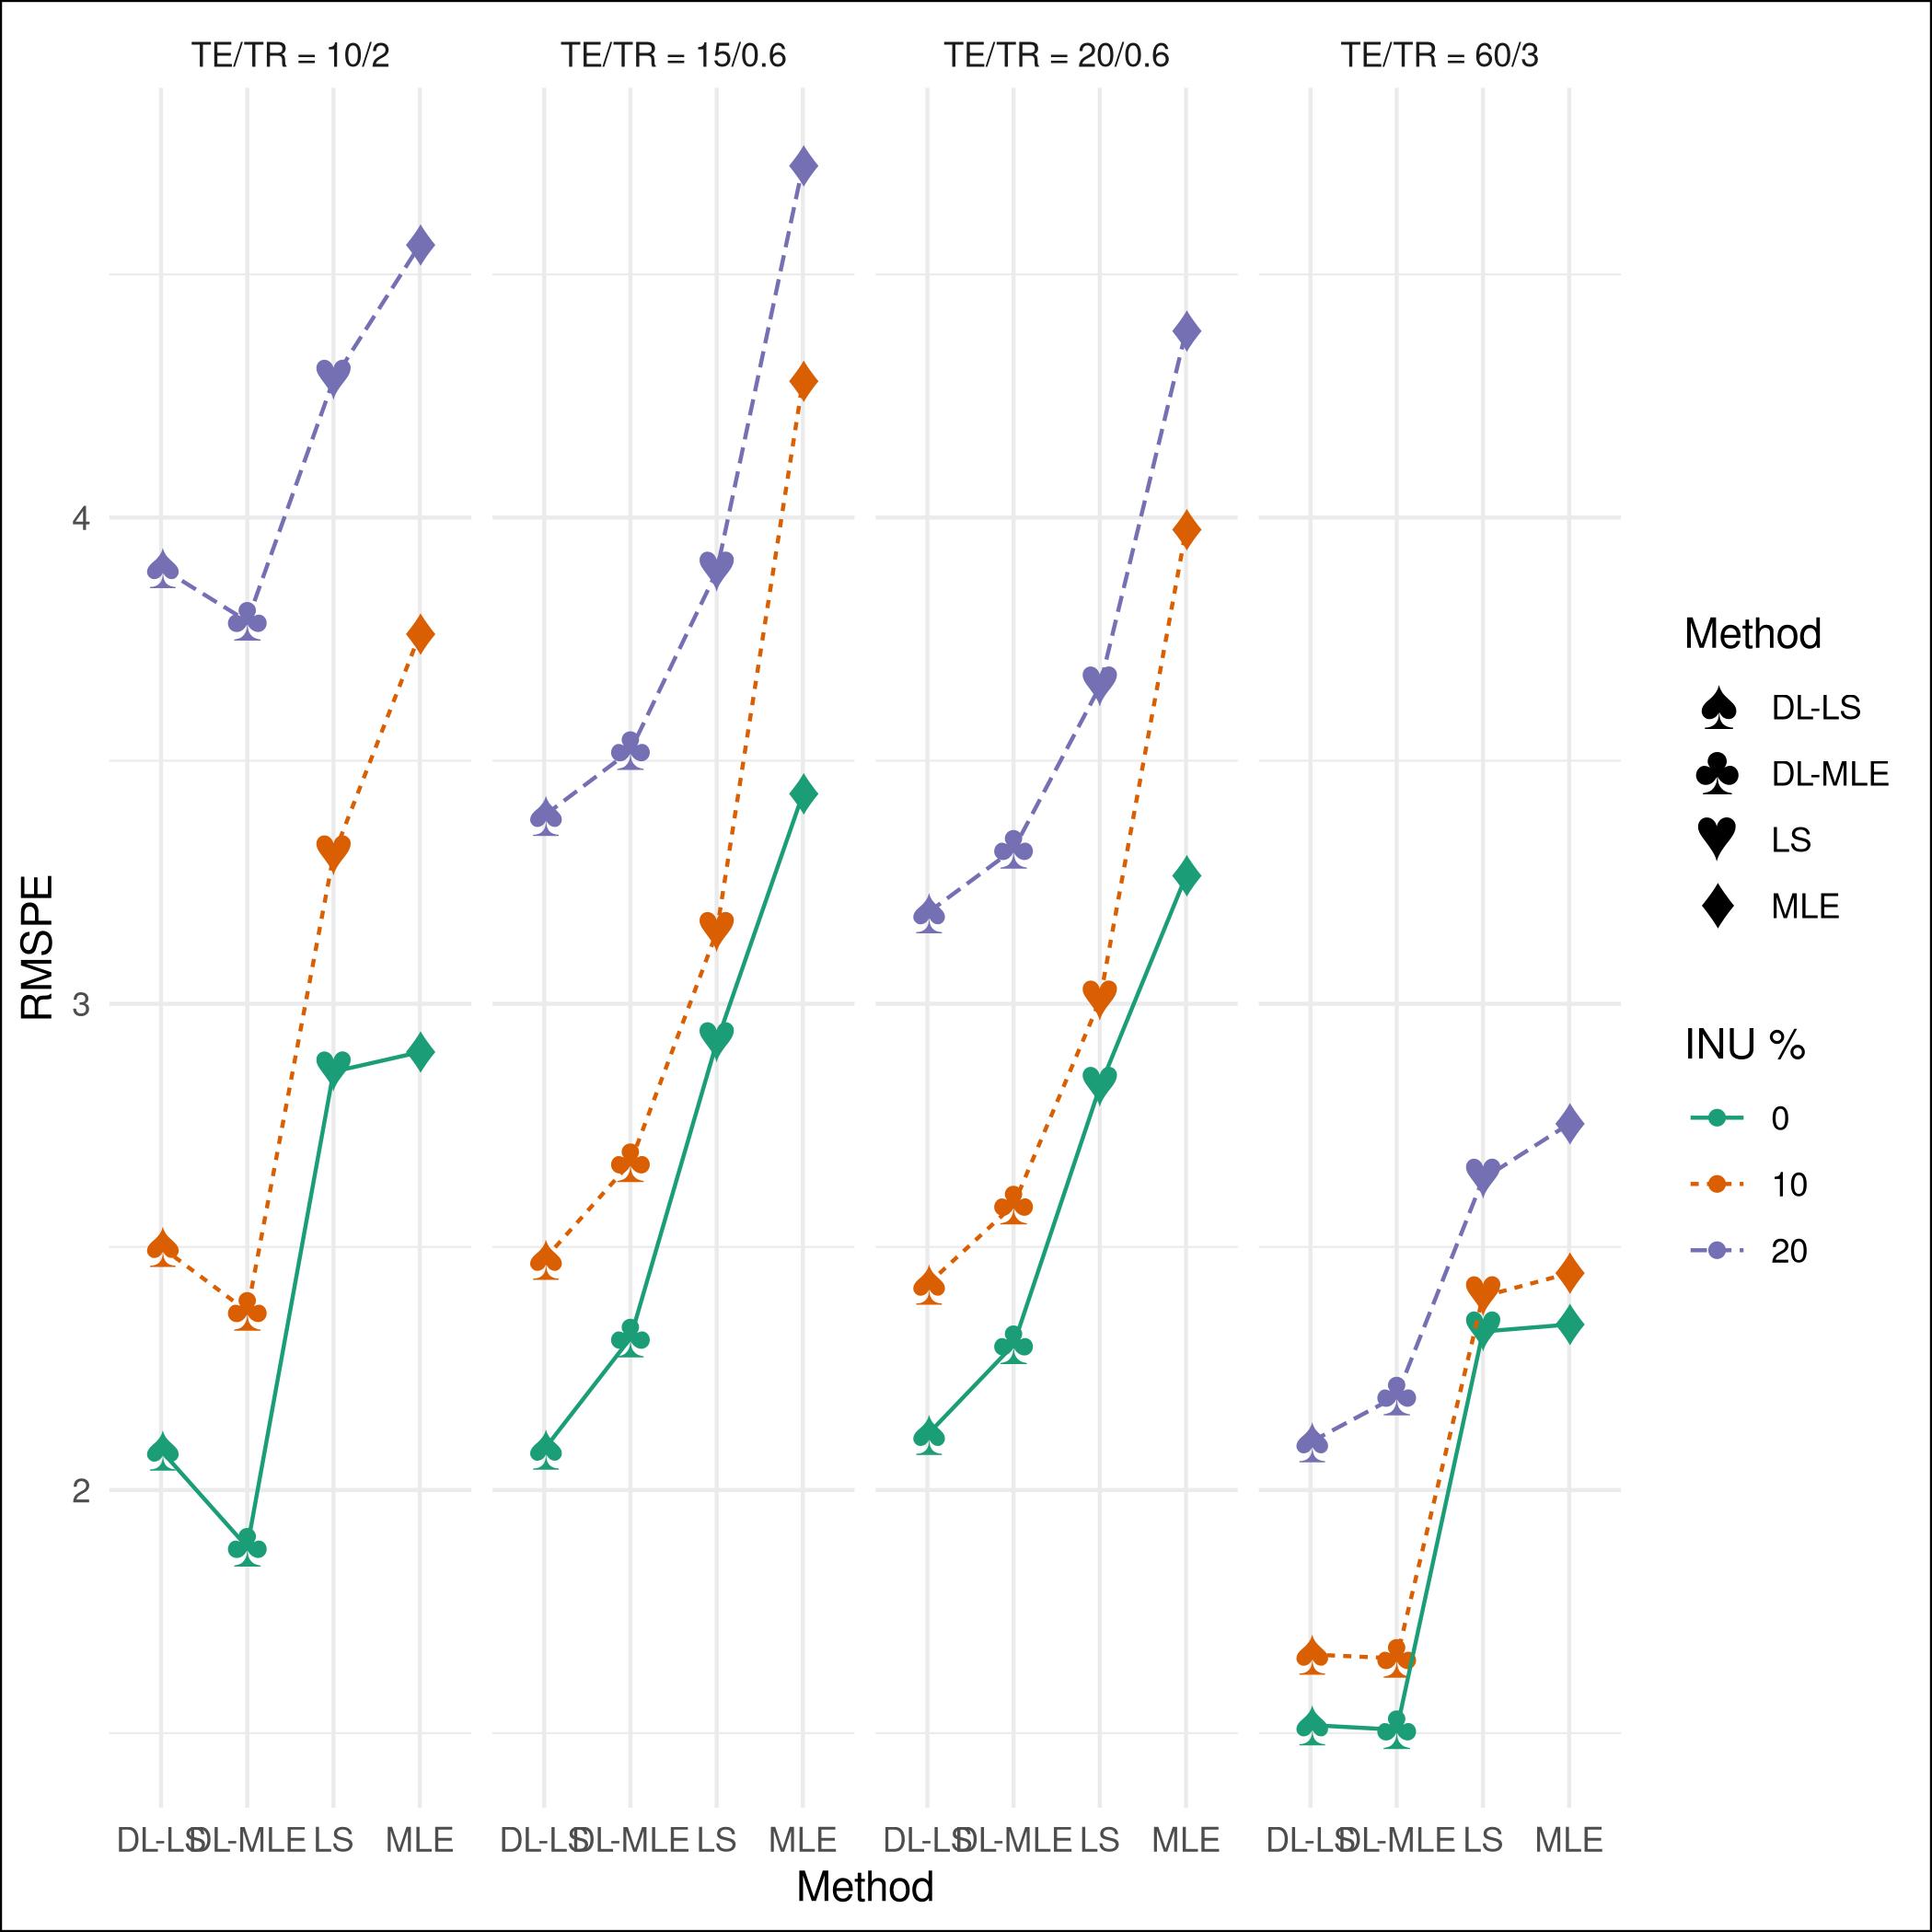 TE/TR = 10/2 TE/TR = 15/0.6 TE/TR = 20/0.6 TE/TR = 60/3
4
3
2
RMSPE
DL-LS DL-MLE LS MLE DL-LS DL-MLE LS MLE DL-LS DL-MLE LS MLE DL-LS DL-MLE LS MLE
Method
Method
DL-LS
DL-MLE
LS
MLE
INU %
0
10
20